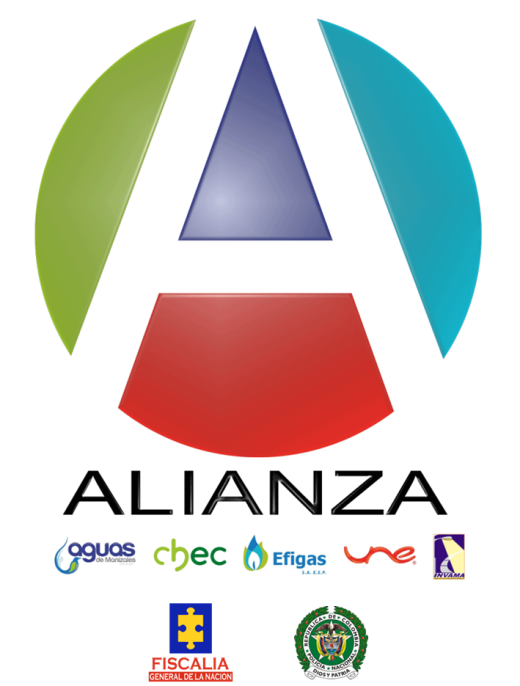 ALIANZA
aguas
de Manizales
chec
Efigas
S.A. E.S.P.
une
INVAMA
FISCALIA
GENERAL DE LA NACION
REPUBLICA DE COLOMBIA
POLICIA NACIONAL
DIOS Y PATRIA